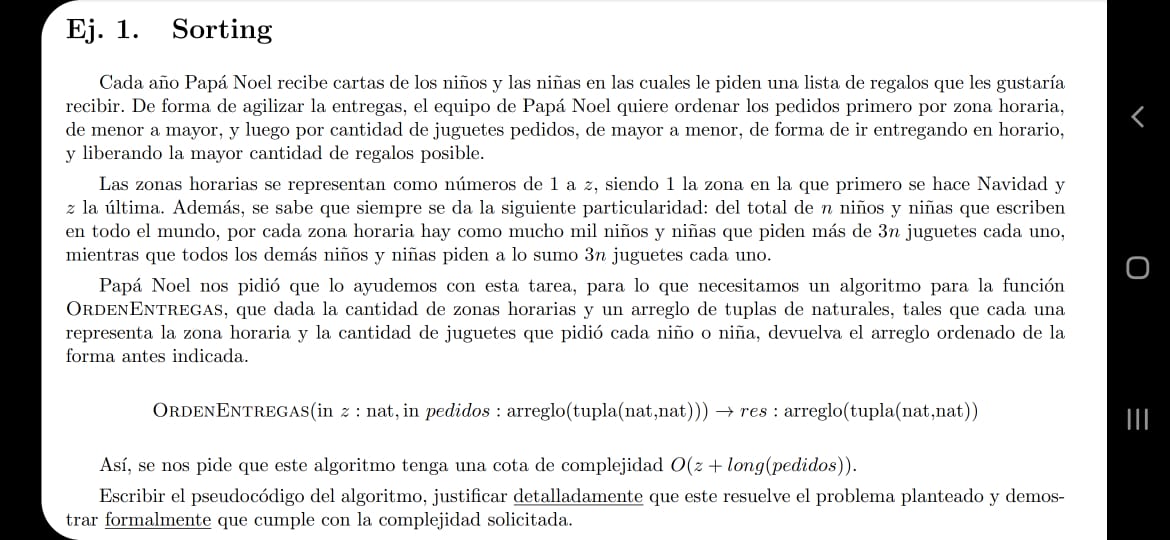 Ej. 1. Sorting
Cada año Papá Noel recibe cartas de los niños y las niñas en las cuales le piden una lista de regalos que les gustaría
recibir. De forma de agilizar la entregas, el equipo de Papá Noel quiere ordenar los pedidos primero por zona horaria,
de menor a mayor, y luego por cantidad de juguetes pedidos, de mayor a menor, de forma de ir entregando en horario,
y liberando la mayor cantidad de regalos posible.
Las zonas horarias se representan como números de 1 a z, siendo 1 la zona en la que primero se hace Navidad y
z la última. Además, se sabe que siempre se da la siguiente particularidad: del total de n niños y niñas que escriben
en todo el mundo, por cada zona horaria hay como mucho mil niños y niñas que piden más de 3n juguetes cada uno,
mientras que todos los demás niños y niñas piden a lo sumo 3n juguetes cada uno.
Papá Noel nos pidió que lo ayudemos con esta tarea, para lo que necesitamos un algoritmo para la función
ORDENENTREGAS, que dada la cantidad de zonas horarias y un arreglo de tuplas de naturales, tales que cada una
representa la zona horaria y la cantidad de juguetes que pidió cada niño o niña, devuelva el arreglo ordenado de la
forma antes indicada.
ORDENENTREGAS(in z : nat, in pedidos : arreglo(tupla(nat,nat))) → res : arreglo(tupla(nat,nat))
Así, se nos pide que este algoritmo tenga una cota de complejidad O(z + long(pedidos)).
Escribir el pseudocódigo del algoritmo, justificar detalladamente que este resuelve el problema planteado y demos-
trar formalmente que cumple con la complejidad solicitada.